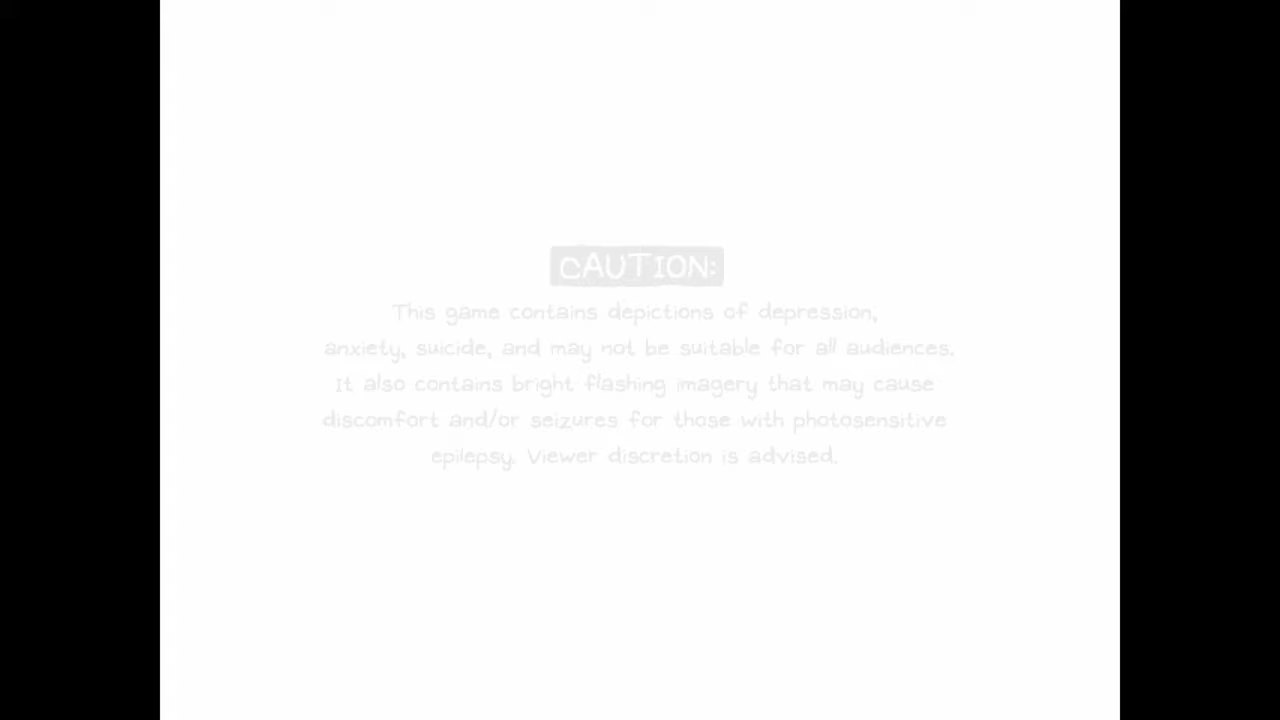 CAUTION:
This game contains depictions of depression,
anxiety, suicide, and may not be suitable for all audiences.
It also contains bright flashing imagery that may cause
discomfort and/or seizures for those with photosensitive
epilepsy. Viewer discretion is advised.